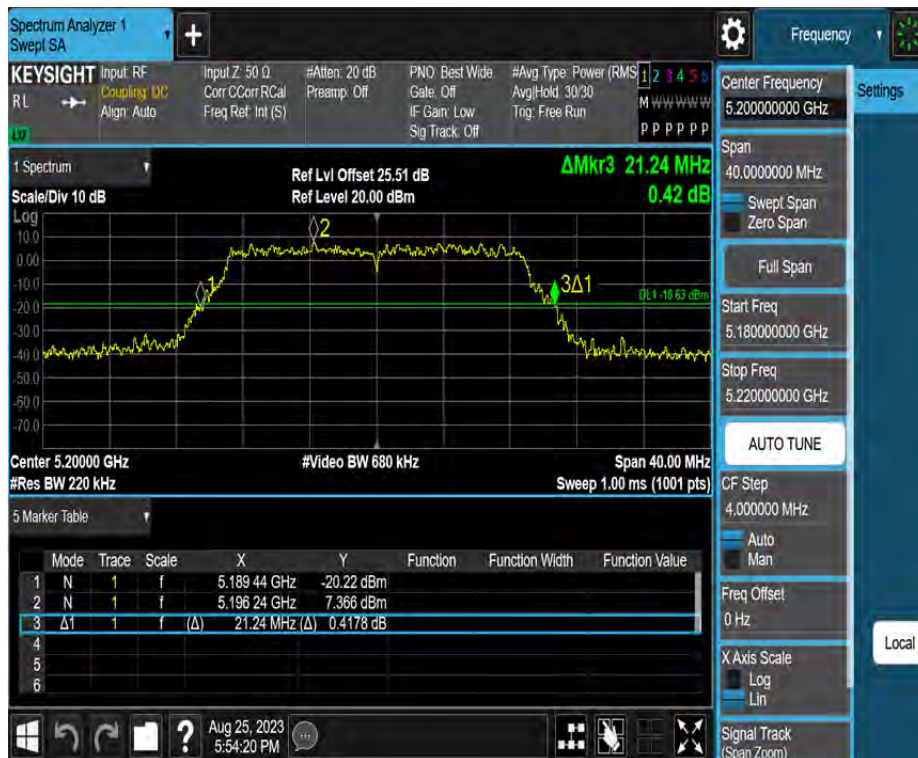 Spectrum Analyzer 1
Swept SA
+
Frequency
KEYSIGHT
RL
LXI
Input: RF
Coupling: DC
Align: Auto
Input Z: 50 Ω
Corr CCorr RCal
Freq Ref: Int (S)
#Atten: 20 dB
Preamp: Off
PNO: Best Wide
Gate: Off
IF Gain: Low
Sig Track: Off
#Avg Type: Power (RMS
Avg|Hold: 30/30
Trig: Free Run
1 2 3 4 5 6
M W W W W W
P P P P P P
1 Spectrum
Scale/Div 10 dB
Ref Lvl Offset 25.51 dB
Ref Level 20.00 dBm
ΔMkr3 21.24 MHz
0.42 dB
Log
10.0
0.00
-10.0
-20.0
-30.0
-40.0
-50.0
-60.0
-70.0
1
2
3Δ1
DL1 -18.63 dBm
Center 5.20000 GHz
#Res BW 220 kHz
#Video BW 680 kHz
Span 40.00 MHz
Sweep 1.00 ms (1001 pts)
5 Marker Table
Mode Trace Scale X Y Function Function Width Function Value
1 N 1 f 5.189 44 GHz -20.22 dBm
2 N 1 f 5.196 24 GHz 7.366 dBm
3 Δ1 1 f (Δ) 21.24 MHz (Δ) 0.4178 dB
4
5
6
?
Aug 25, 2023
5:54:20 PM
Center Frequency
5.200000000 GHz
Span
40.0000000 MHz
Swept Span
Zero Span
Full Span
Start Freq
5.180000000 GHz
Stop Freq
5.220000000 GHz
AUTO TUNE
CF Step
4.000000 MHz
Auto
Man
Freq Offset
0 Hz
X Axis Scale
Log
Lin
Signal Track
(Span Zoom)
Settings
Local